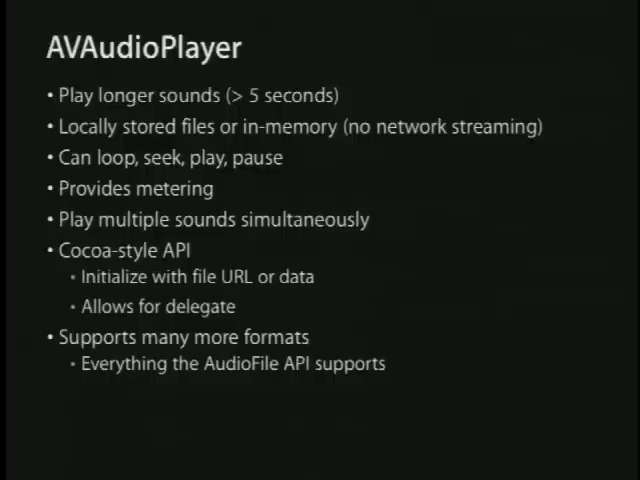 AVAudioPlayer
• Play longer sounds (> 5 seconds)
• Locally stored files or in-memory (no network streaming)
• Can loop, seek, play, pause
• Provides metering
• Play multiple sounds simultaneously
• Cocoa-style API
• Initialize with file URL or data
• Allows for delegate
• Supports many more formats
• Everything the AudioFile API supports